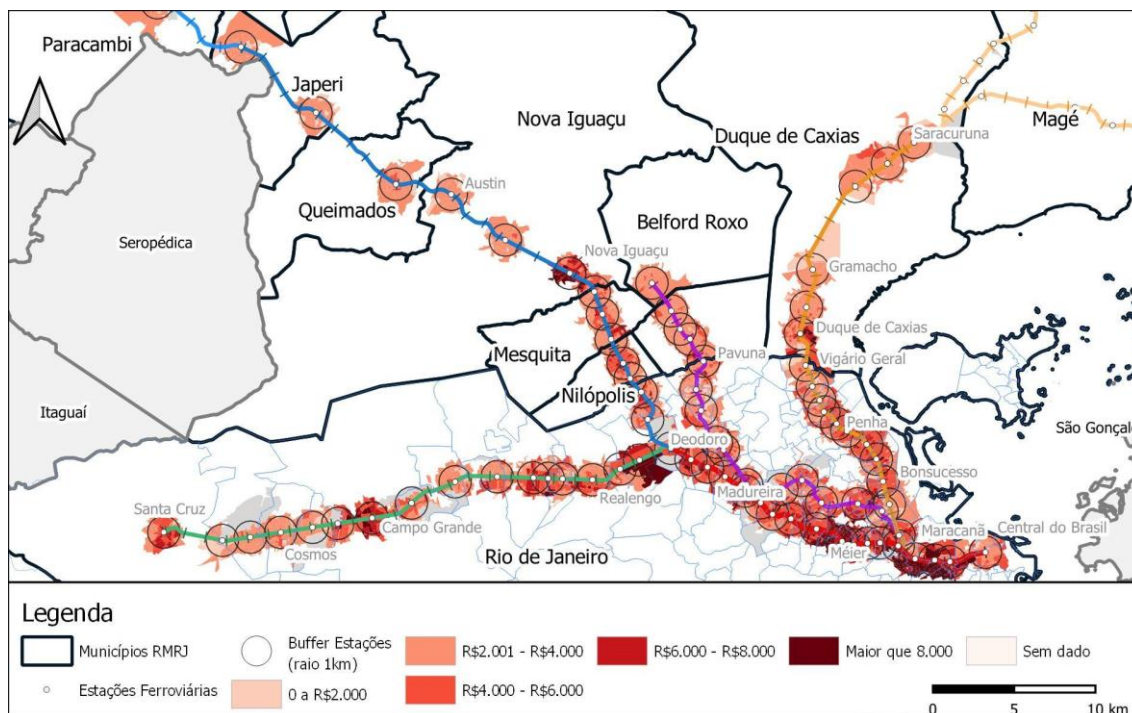 Paracambi
Japeri
Nova Iguaçu
Duque de Caxias
Saracuruna
Magé
Austin
Queimados
Belford Roxo
Seropédica
Nova Iguaçu
Gramacho
Duque de Caxias
Mesquita
Pavuna
Vigário Geral
Nilópolis
Itaguaí
Penha
São Gonçalo
Deodoro
Bonsucesso
Realengo
Madureira
Santa Cruz
Campo Grande
Maracanã
Central do Brasil
Cosmos
Méier
Rio de Janeiro
Legenda
Municípios RMRJ
Estações Ferroviárias
Buffer Estações
(raio 1km)
0 a R$2.000
R$2.001 - R$4.000
R$4.000 - R$6.000
R$6.000 - R$8.000
Maior que 8.000
Sem dado
0 5 10 km